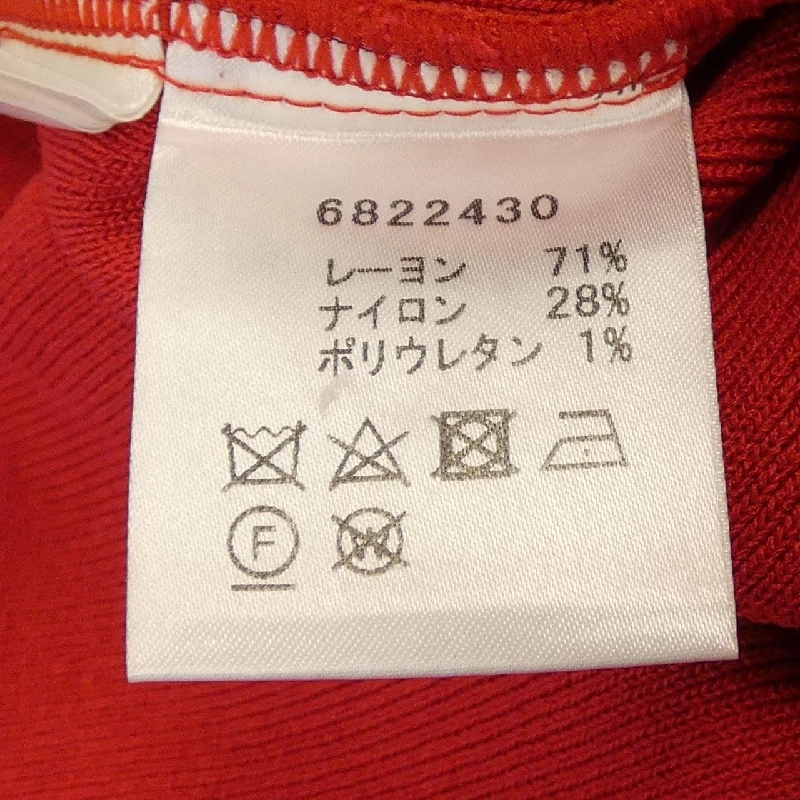 6822430
レーヨン 71%
ナイロン 28%
ポリウレタン 1%
F W